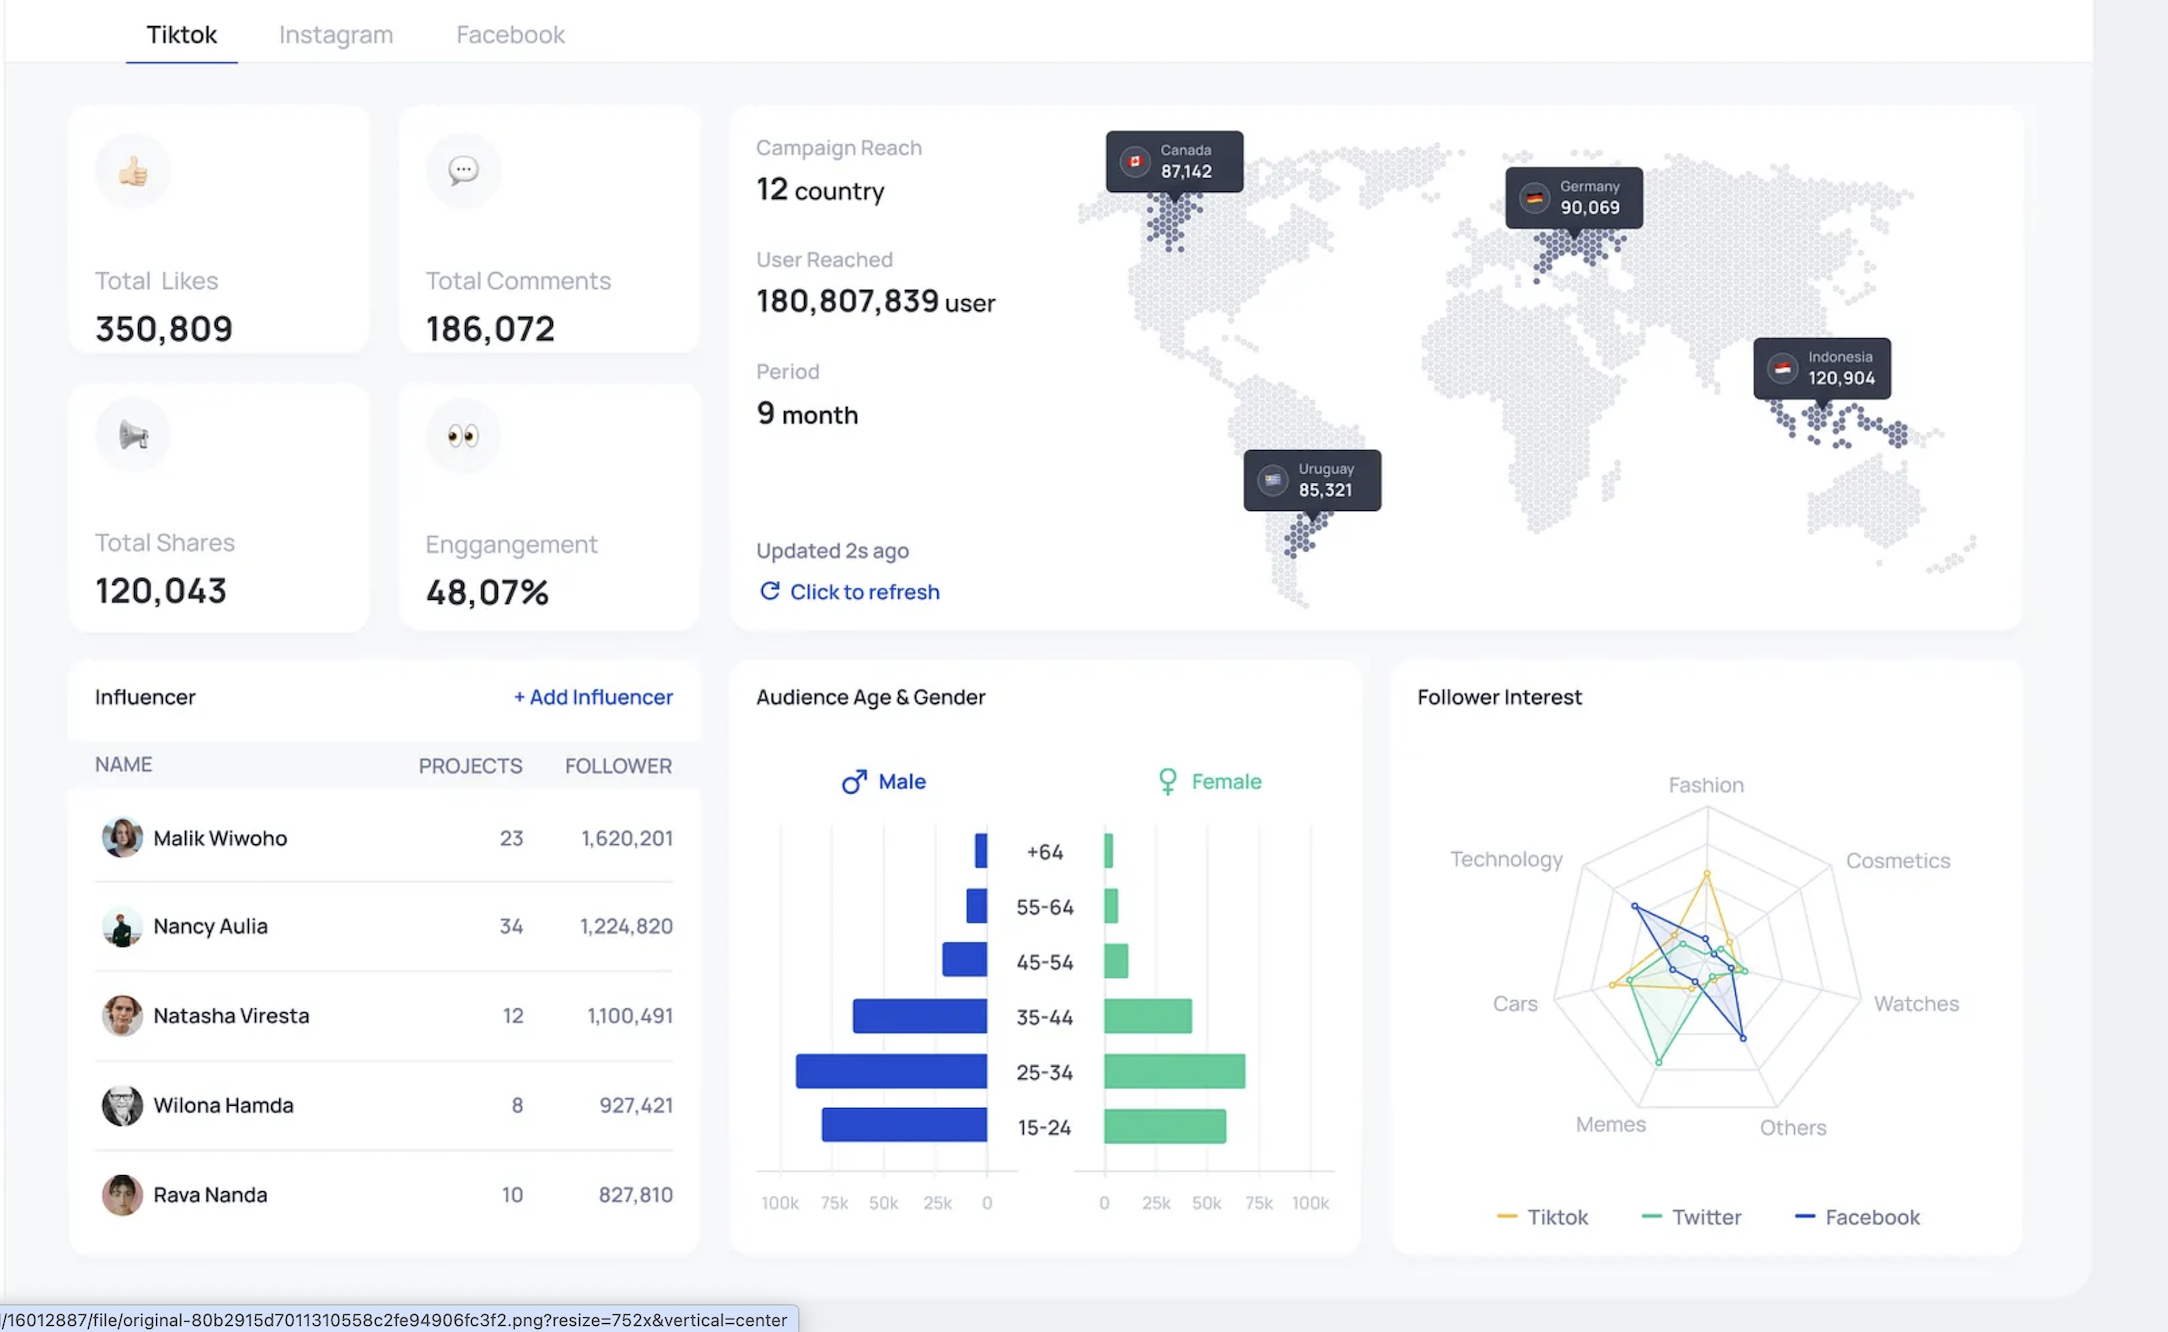 Tiktok Instagram Facebook
Total Likes
350,809
Total Comments
186,072
Total Shares
120,043
Enggangement
48,07%
Campaign Reach
12 country
User Reached
180,807,839 user
Period
9 month
Updated 2s ago
Click to refresh
Canada
87,142
Germany
90,069
Indonesia
120,904
Uruguay
85,321
Influencer + Add Influencer
NAME PROJECTS FOLLOWER
Malik Wiwoho 23 1,620,201
Nancy Aulia 34 1,224,820
Natasha Viresta 12 1,100,491
Wilona Hamda 8 927,421
Rava Nanda 10 827,810
Audience Age & Gender
Male Female
+64
55-64
45-54
35-44
25-34
15-24
100k 75k 50k 25k 0 0 25k 50k 75k 100k
Follower Interest
Fashion
Technology Cosmetics
Cars Watches
Memes Others
Tiktok Twitter Facebook
/16012887/file/original-80b2915d7011310558c2fe94906fc3f2.png?resize=752x&vertical=center